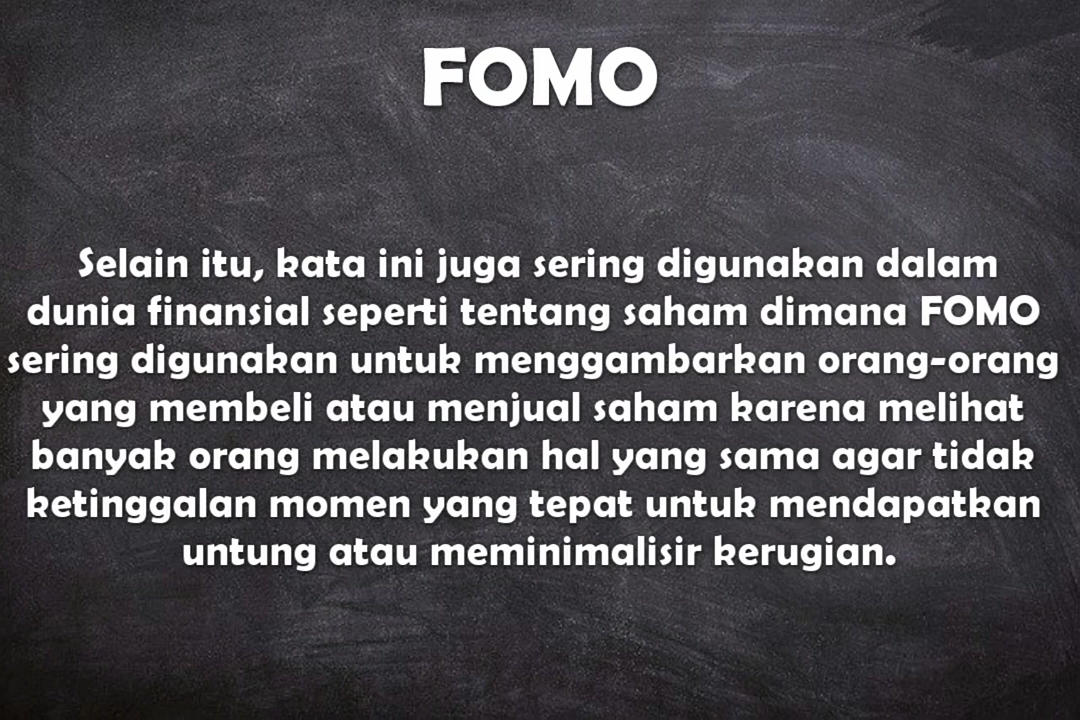 FOMO
Selain itu, kata ini juga sering digunakan dalam
dunia finansial seperti tentang saham dimana FOMO
sering digunakan untuk menggambarkan orang-orang
yang membeli atau menjual saham karena melihat
banyak orang melakukan hal yang sama agar tidak
ketinggalan momen yang tepat untuk mendapatkan
untung atau meminimalisir kerugian.